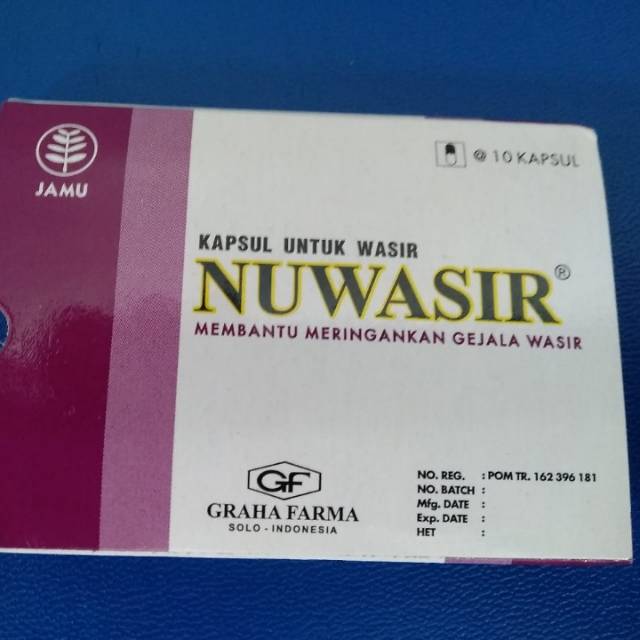 JAMU
@ 10 KAPSUL
KAPSUL UNTUK WASIR
NUWASIR®
MEMBANTU MERINGANKAN GEJALA WASIR
GF
GRAHA FARMA
SOLO - INDONESIA
NO. REG. : POM TR. 162 396 181
NO. BATCH :
Mfg. DATE :
Exp. DATE :
HET :